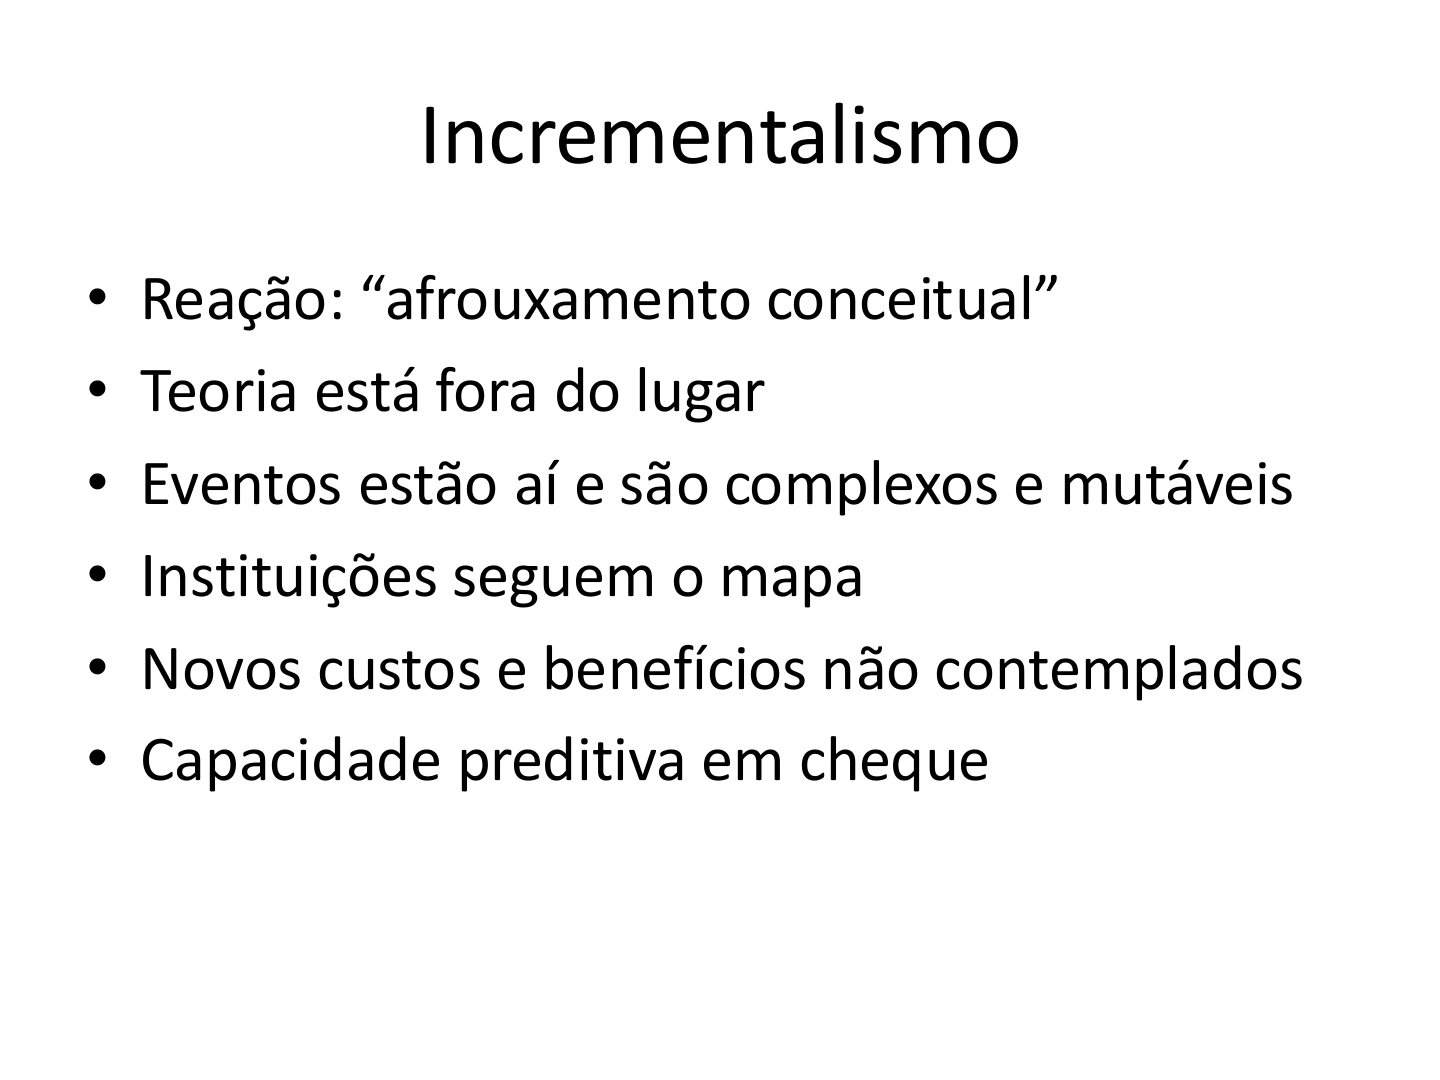 Incrementalismo
• Reação: “afrouxamento conceitual”
• Teoria está fora do lugar
• Eventos estão aí e são complexos e mutáveis
• Instituições seguem o mapa
• Novos custos e benefícios não contemplados
• Capacidade preditiva em cheque